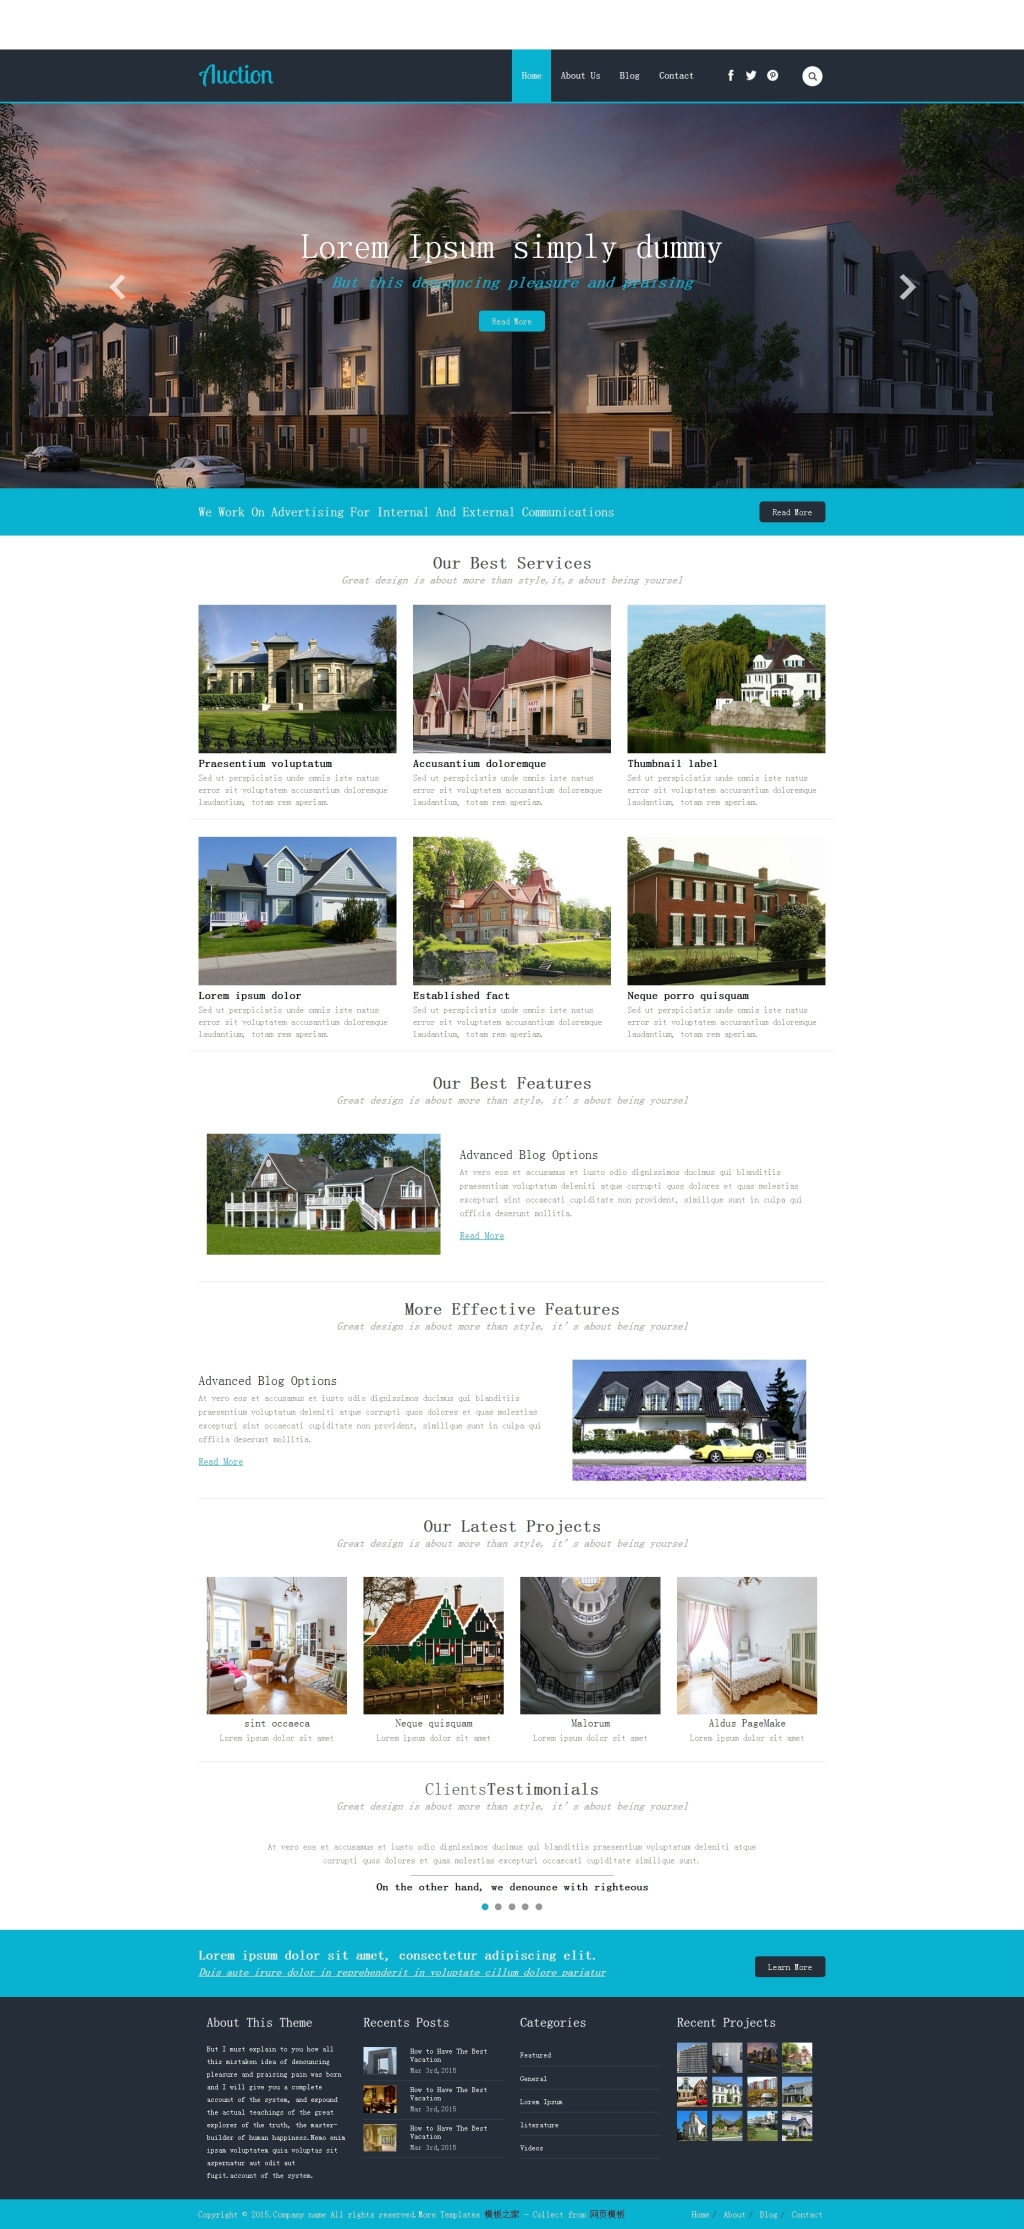 Auction
Home About Us Blog Contact
Lorem Ipsum simply dummy
But this denouncing pleasure and praising
Read More
We Work On Advertising For Internal And External Communications
Read More
Our Best Services
Great design is about more than style,it,s about being yoursel
Praesentium voluptatum
Sed ut perspiciatis unde omnis iste natus
error sit voluptatem accusantium doloremque
laudantium, totam rem aperiam.
Accusantium doloremque
Sed ut perspiciatis unde omnis iste natus
error sit voluptatem accusantium doloremque
laudantium, totam rem aperiam.
Thumbnail label
Sed ut perspiciatis unde omnis iste natus
error sit voluptatem accusantium doloremque
laudantium, totam rem aperiam.
Lorem ipsum dolor
Sed ut perspiciatis unde omnis iste natus
error sit voluptatem accusantium doloremque
laudantium, totam rem aperiam.
Established fact
Sed ut perspiciatis unde omnis iste natus
error sit voluptatem accusantium doloremque
laudantium, totam rem aperiam.
Neque porro quisquam
Sed ut perspiciatis unde omnis iste natus
error sit voluptatem accusantium doloremque
laudantium, totam rem aperiam.
Our Best Features
Great design is about more than style, it's about being yoursel
Advanced Blog Options
At vero eos et accusamus et iusto odio dignissimos ducimus qui blanditiis
praesentium voluptatum deleniti atque corrupti quos dolores et quas molestias
excepturi sint occaecati cupiditate non provident, similique sunt in culpa qui
officia deserunt mollitia.
Read More
More Effective Features
Great design is about more than style, it's about being yoursel
Advanced Blog Options
At vero eos et accusamus et iusto odio dignissimos ducimus qui blanditiis
praesentium voluptatum deleniti atque corrupti quos dolores et quas molestias
excepturi sint occaecati cupiditate non provident, similique sunt in culpa qui
officia deserunt mollitia.
Read More
Our Latest Projects
Great design is about more than style, it's about being yoursel
sint occaeca
Lorem ipsum dolor sit amet
Neque quisquam
Lorem ipsum dolor sit amet
Malorum
Lorem ipsum dolor sit amet
Aldus PageMake
Lorem ipsum dolor sit amet
ClientsTestimonials
Great design is about more than style, it's about being yoursel
At vero eos et accusamus et iusto odio dignissimos ducimus qui blanditiis praesentium voluptatum deleniti atque
corrupti quos dolores et quas molestias excepturi occaecati cupiditate similique sunt.
On the other hand, we denounce with righteous
Lorem ipsum dolor sit amet, consectetur adipiscing elit.
Duis aute irure dolor in reprehenderit in voluptate cillum dolore pariatur
Learn More
About This Theme
But I must explain to you how all
this mistaken idea of denouncing
pleasure and praising pain was born
and I will give you a complete
account of the system, and expound
the actual teachings of the great
explorer of the truth, the master-
builder of human happiness.Nemo enim
ipsam voluptatem quia voluptas sit
aspernatur aut odit aut
fugit.account of the system.
Recents Posts
How to Have The Best
Vacation
Mar 3rd,2015
How to Have The Best
Vacation
Mar 3rd,2015
How to Have The Best
Vacation
Mar 3rd,2015
Categories
Featured
General
Lorem Ipsum
literature
Videos
Recent Projects
Copyright © 2015.Company name All rights reserved.More Templates 模板之家 - Collect from 网页模板
Home / About / Blog / Contact